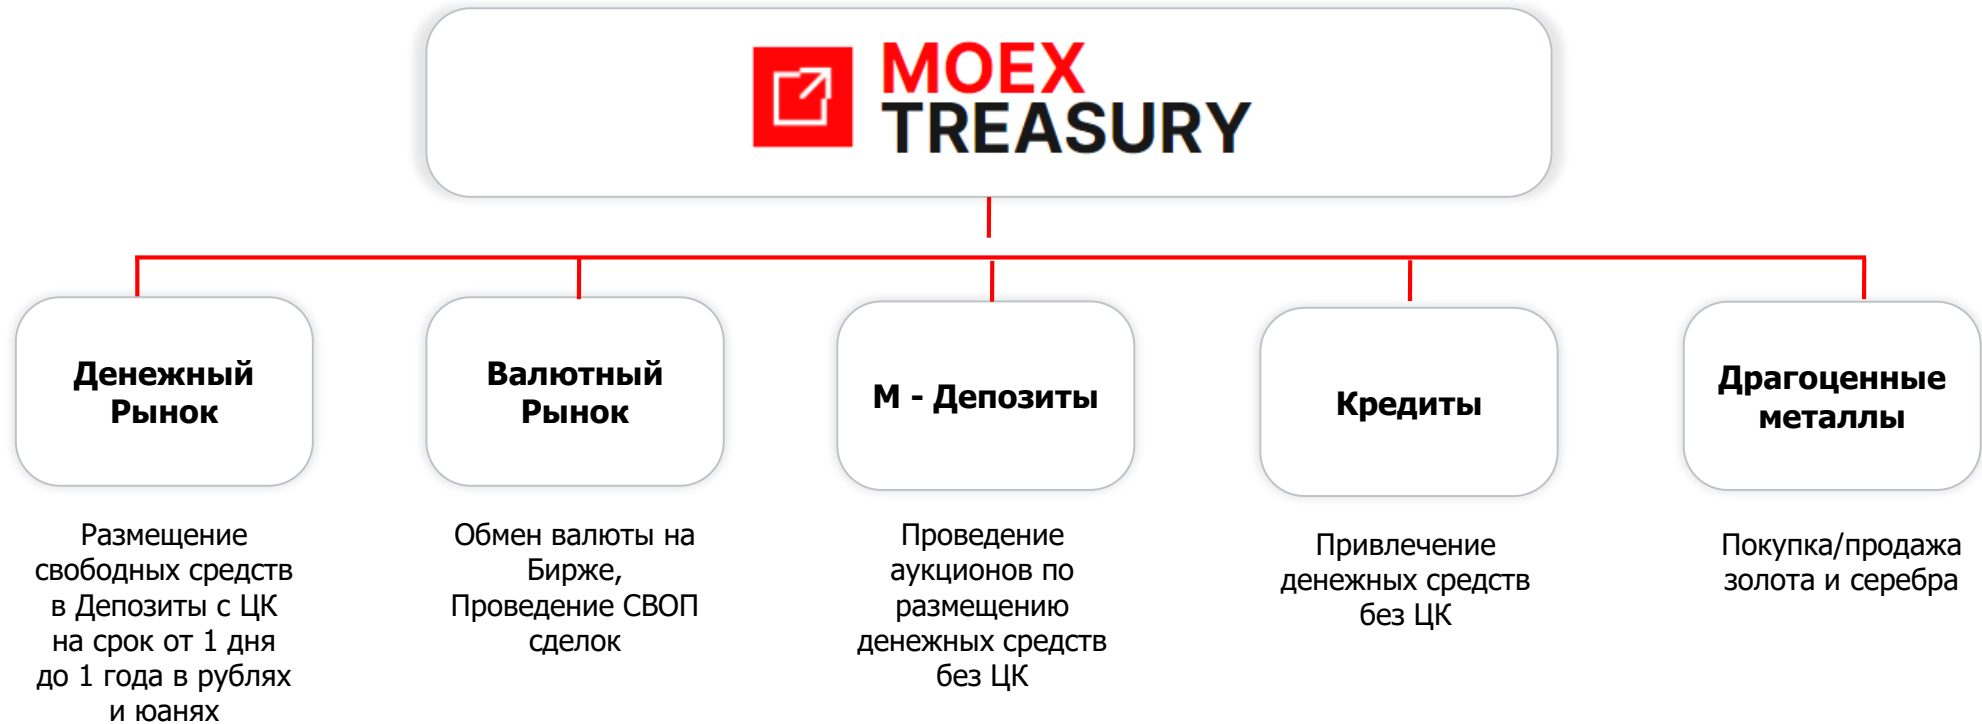 MOEX
TREASURY
Денежный
Рынок
Размещение
свободных средств
в Депозиты с ЦК
на срок от 1 дня
до 1 года в рублях
и юанях
Валютный
Рынок
Обмен валюты на
Бирже,
Проведение СВОП
сделок
М - Депозиты
Проведение
аукционов по
размещению
денежных средств
без ЦК
Кредиты
Привлечение
денежных средств
без ЦК
Драгоценные
металлы
Покупка/продажа
золота и серебра